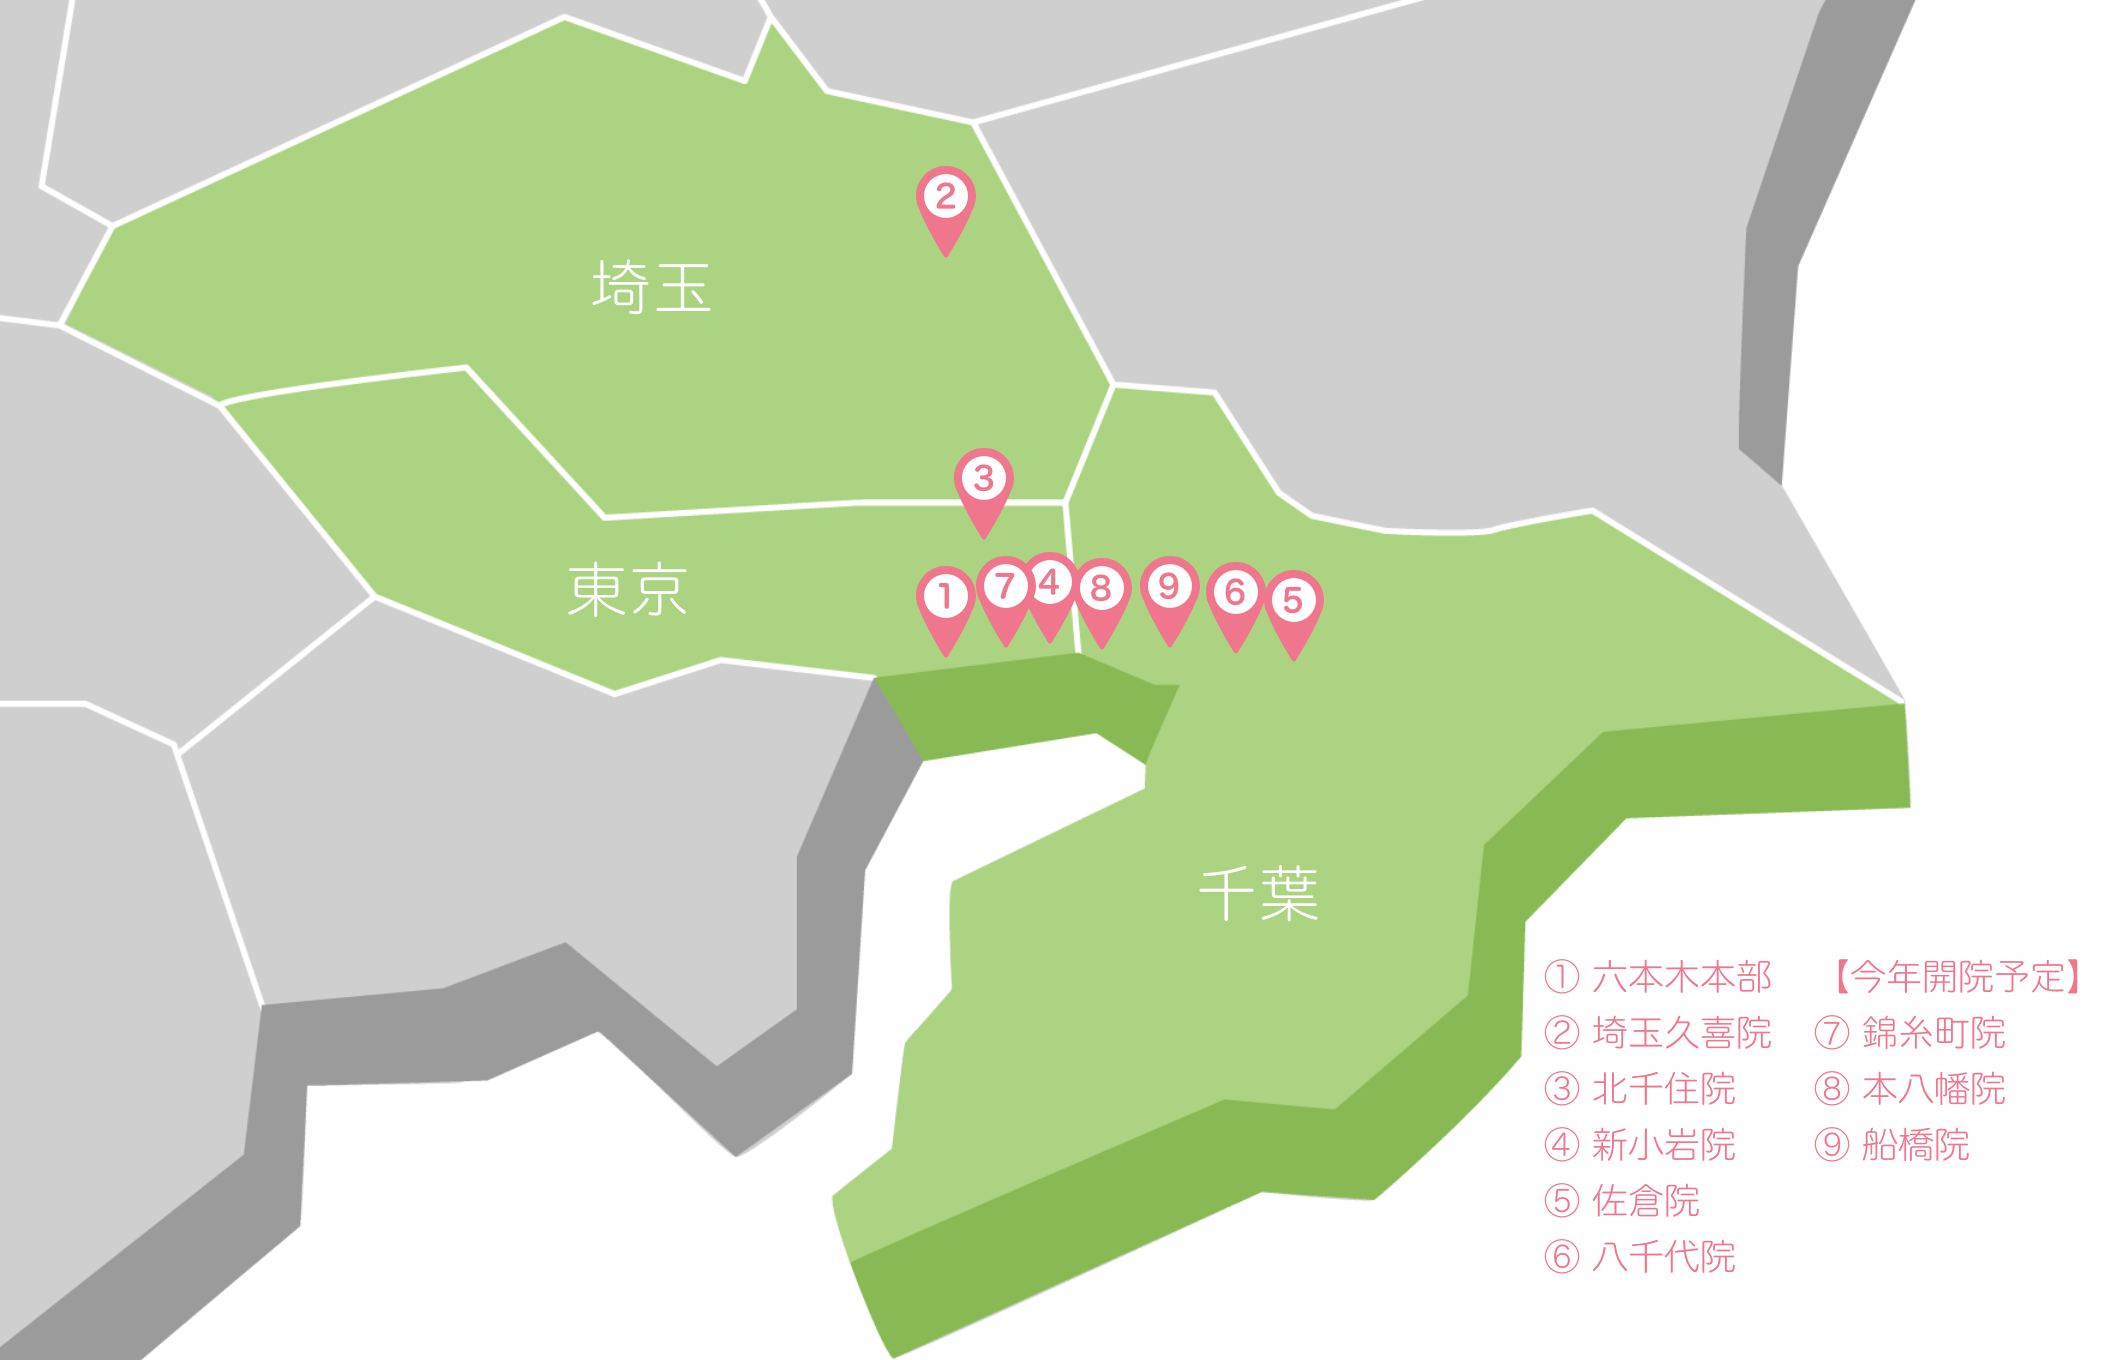 ②
埼玉
③
東京
①
⑦
④
⑧
⑨
⑥
⑤
千葉
① 六本木本部
② 埼玉久喜院
③ 北千住院
④ 新小岩院
⑤ 佐倉院
⑥ 八千代院
【今年開院予定】
⑦ 錦糸町院
⑧ 本八幡院
⑨ 船橋院